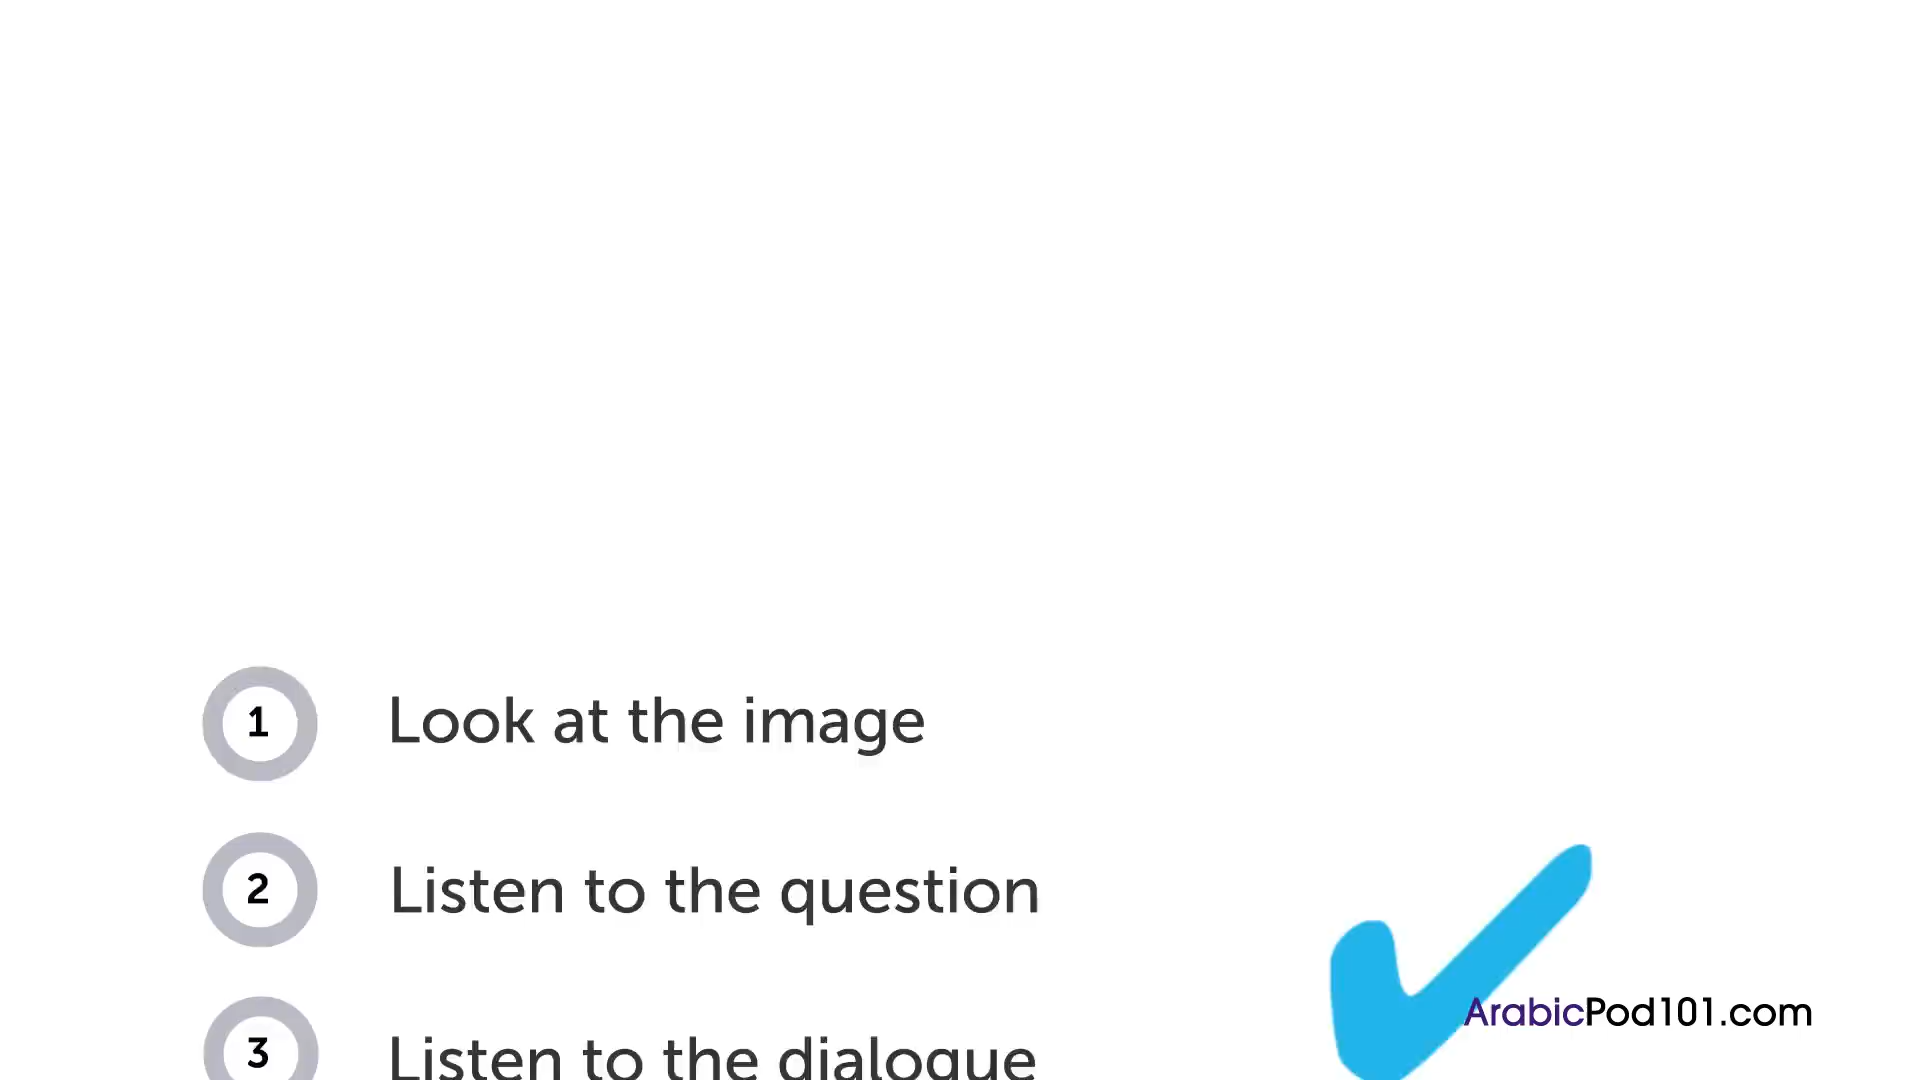 1 Look at the image
2 Listen to the question
ArabicPod101.com
3 Listen to the dialogue